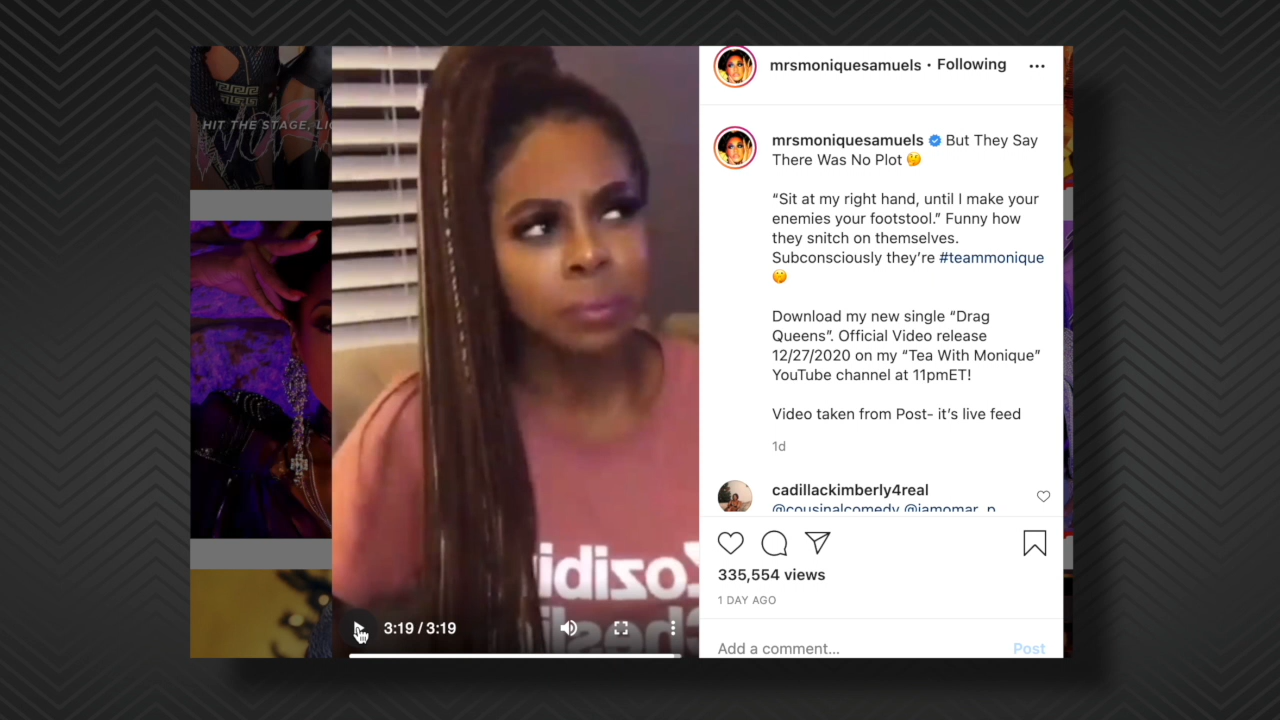 HIT THE STAGE,
mrsmoniquesamuels • Following
mrsmoniquesamuels But They Say
There Was No Plot 🤔
“Sit at my right hand, until I make your
enemies your footstool.” Funny how
they snitch on themselves.
Subconsciously they’re #teammonique
🤫
Download my new single “Drag
Queens”. Official Video release
12/27/2020 on my “Tea With Monique”
YouTube channel at 11pmET!
Video taken from Post- it’s live feed
1d
cadillackimberly4real
@cousinalcomedy @iamomar_p
335,554 views
1 DAY AGO
Add a comment...
Post
Zozibi
3:19 / 3:19